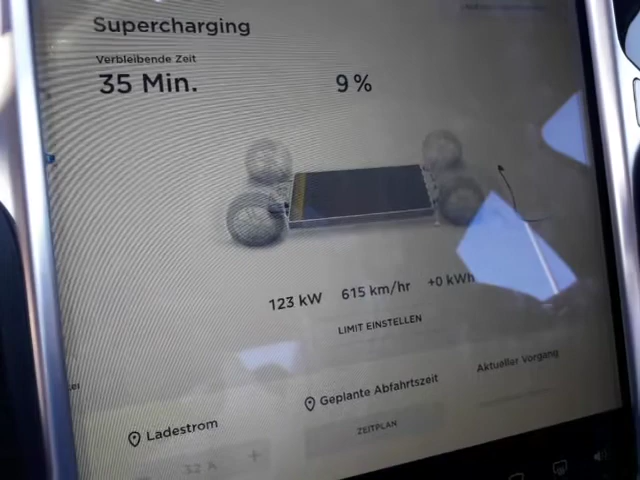 Supercharging
Verbleibende Zeit
35 Min.
9 %
123 kW 615 km/hr +0 kWh
LIMIT EINSTELLEN
Ladestrom
Geplante Abfahrtszeit
Aktueller Vorgang
32 A +
ZEITPLAN